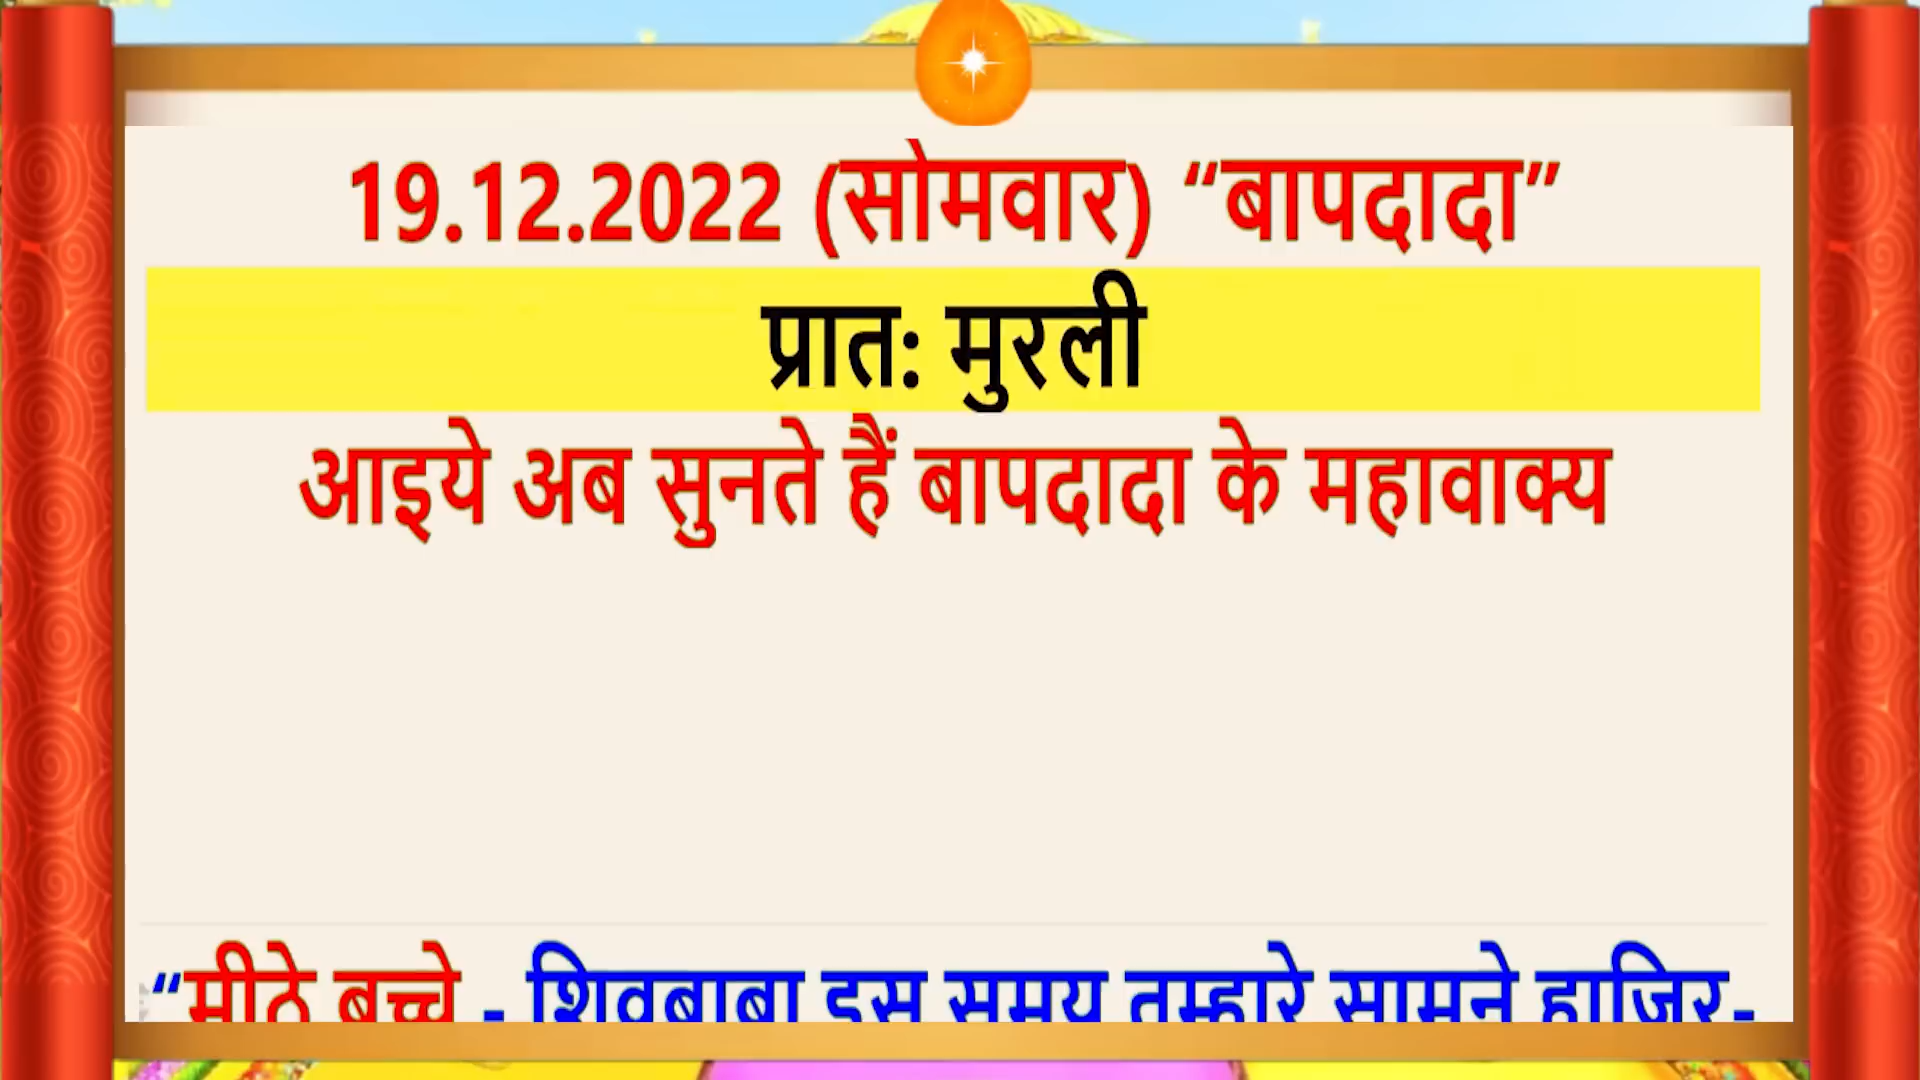 19.12.2022 (सोमवार) “बापदादा”
प्रात: मुरली
आइये अब सुनते हैं बापदादा के महावाक्य
“मीठे बच्चे - शिवबाबा इस समय तुम्हारे सामने हाजिर-